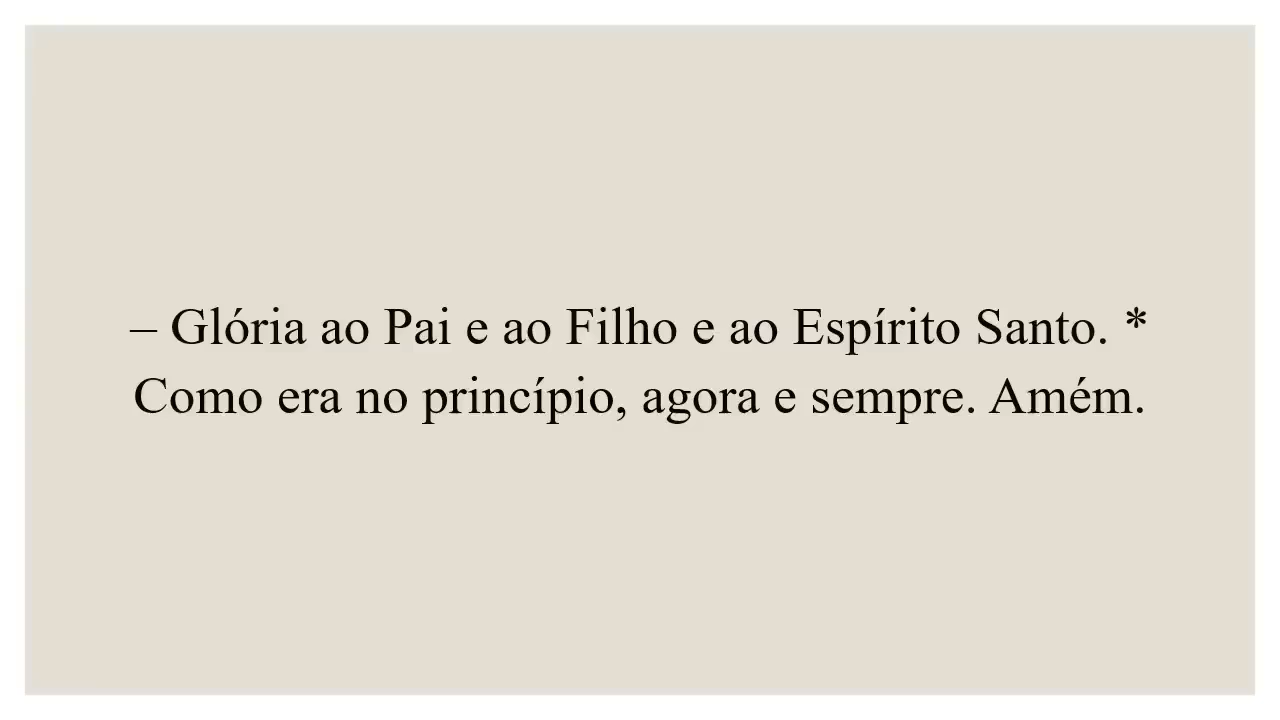 – Glória ao Pai e ao Filho e ao Espírito Santo. *
Como era no princípio, agora e sempre. Amém.